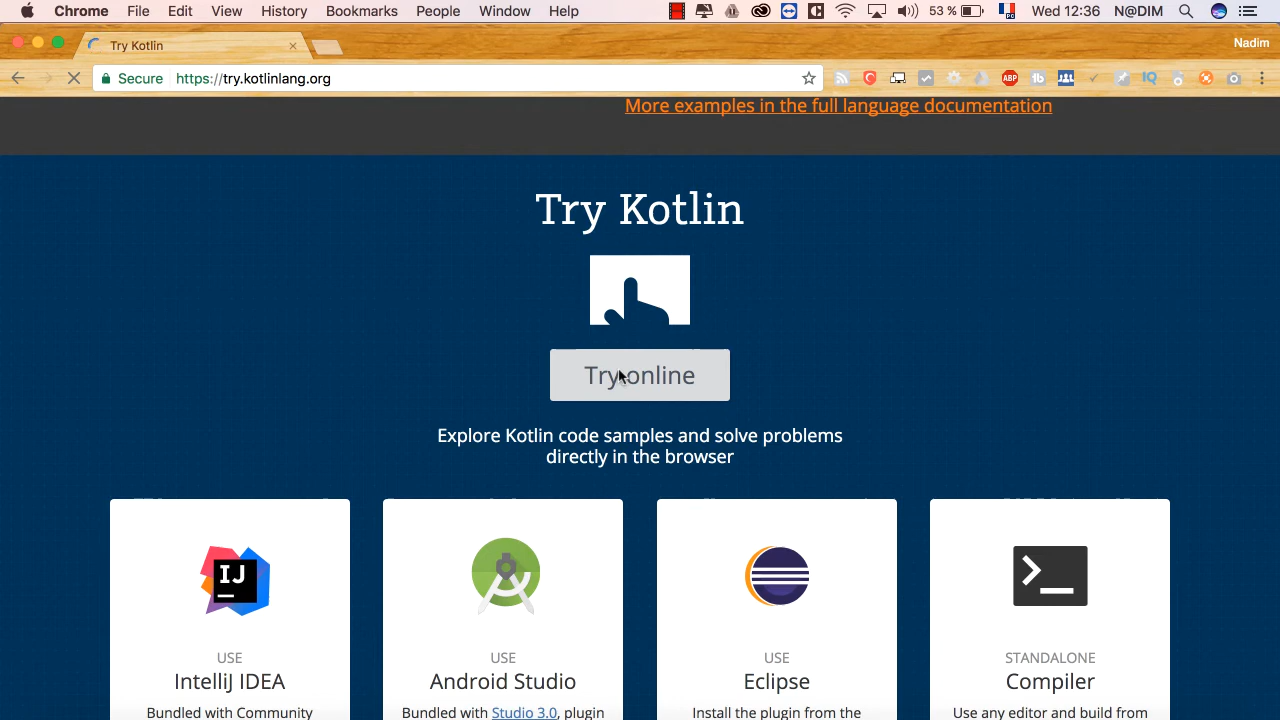 Chrome File Edit View History Bookmarks People Window Help 53 % Wed 12:36 N@DIM
Try Kotlin
Nadim
Secure https://try.kotlinlang.org ABP tb IQ
More examples in the full language documentation
Try Kotlin
Try online
Explore Kotlin code samples and solve problems
directly in the browser
IJ
USE USE USE STANDALONE
IntelliJ IDEA Android Studio Eclipse Compiler
Bundled with Community Bundled with Studio 3.0, plugin Install the plugin from the Use any editor and build from